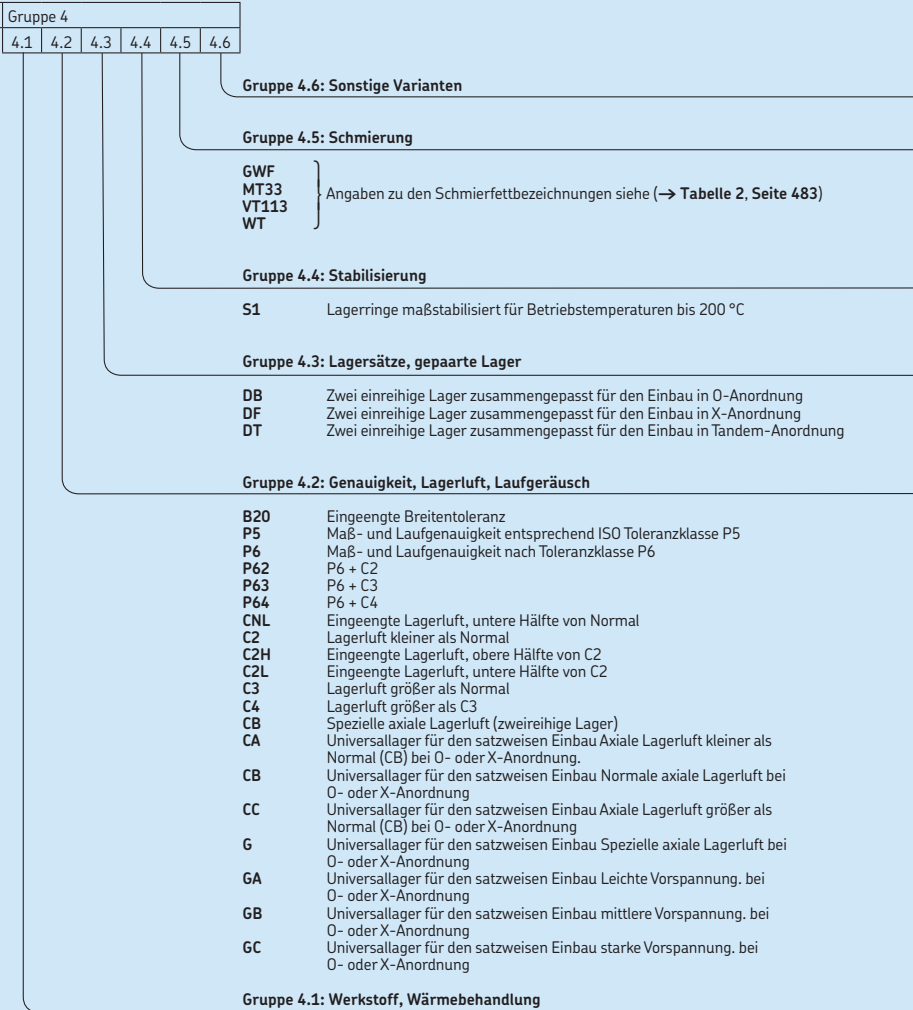 Gruppe 4
4.1 4.2 4.3 4.4 4.5 4.6
Gruppe 4.6: Sonstige Varianten
Gruppe 4.5: Schmierung
GWF
MT33
VT113
WT
Angaben zu den Schmierfettbezeichnungen siehe (→ Tabelle 2, Seite 483)
Gruppe 4.4: Stabilisierung
S1 Lagerringe maßstabilisiert für Betriebstemperaturen bis 200 °C
Gruppe 4.3: Lagersätze, gepaarte Lager
DB Zwei einreihige Lager zusammengepasst für den Einbau in O-Anordnung
DF Zwei einreihige Lager zusammengepasst für den Einbau in X-Anordnung
DT Zwei einreihige Lager zusammengepasst für den Einbau in Tandem-Anordnung
Gruppe 4.2: Genauigkeit, Lagerluft, Laufgeräusch
B20 Eingeengte Breitentoleranz
P5 Maß- und Laufgenauigkeit entsprechend ISO Toleranzklasse P5
P6 Maß- und Laufgenauigkeit nach Toleranzklasse P6
P62 P6 + C2
P63 P6 + C3
P64 P6 + C4
CNL Eingeengte Lagerluft, untere Hälfte von Normal
C2 Lagerluft kleiner als Normal
C2H Eingeengte Lagerluft, obere Hälfte von C2
C2L Eingeengte Lagerluft, untere Hälfte von C2
C3 Lagerluft größer als Normal
C4 Lagerluft größer als C3
CB Spezielle axiale Lagerluft (zweireihige Lager)
CA Universallager für den satzweisen Einbau Axiale Lagerluft kleiner als
Normal (CB) bei O- oder X-Anordnung.
CB Universallager für den satzweisen Einbau Normale axiale Lagerluft bei
O- oder X-Anordnung
CC Universallager für den satzweisen Einbau Axiale Lagerluft größer als
Normal (CB) bei O- oder X-Anordnung
G Universallager für den satzweisen Einbau Spezielle axiale Lagerluft bei
O- oder X-Anordnung
GA Universallager für den satzweisen Einbau Leichte Vorspannung. bei
O- oder X-Anordnung
GB Universallager für den satzweisen Einbau mittlere Vorspannung. bei
O- oder X-Anordnung
GC Universallager für den satzweisen Einbau starke Vorspannung. bei
O- oder X-Anordnung
Gruppe 4.1: Werkstoff, Wärmebehandlung